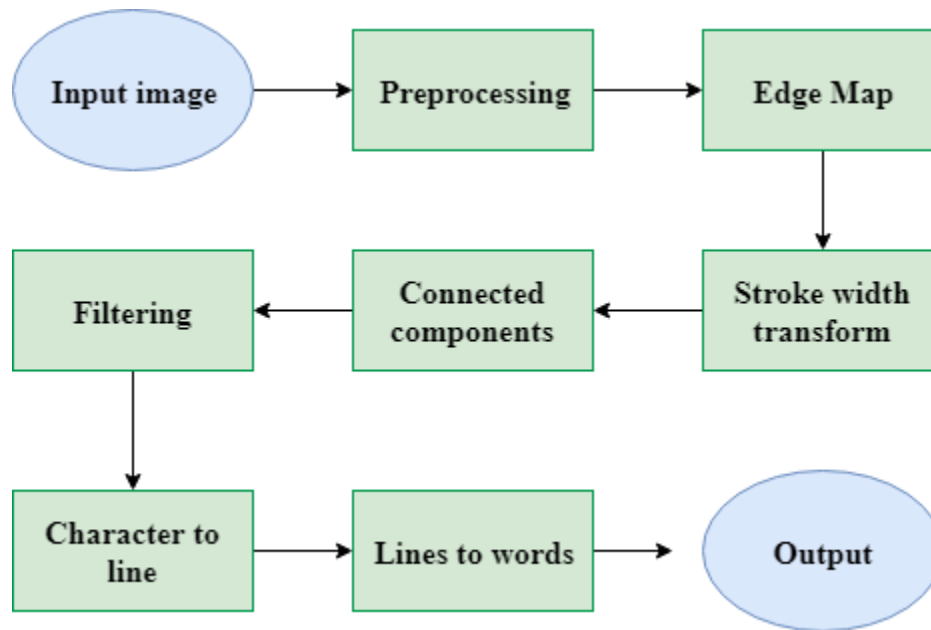 Input image
Preprocessing
Edge Map
Stroke width
transform
Connected
components
Filtering
Character to
line
Lines to words
Output